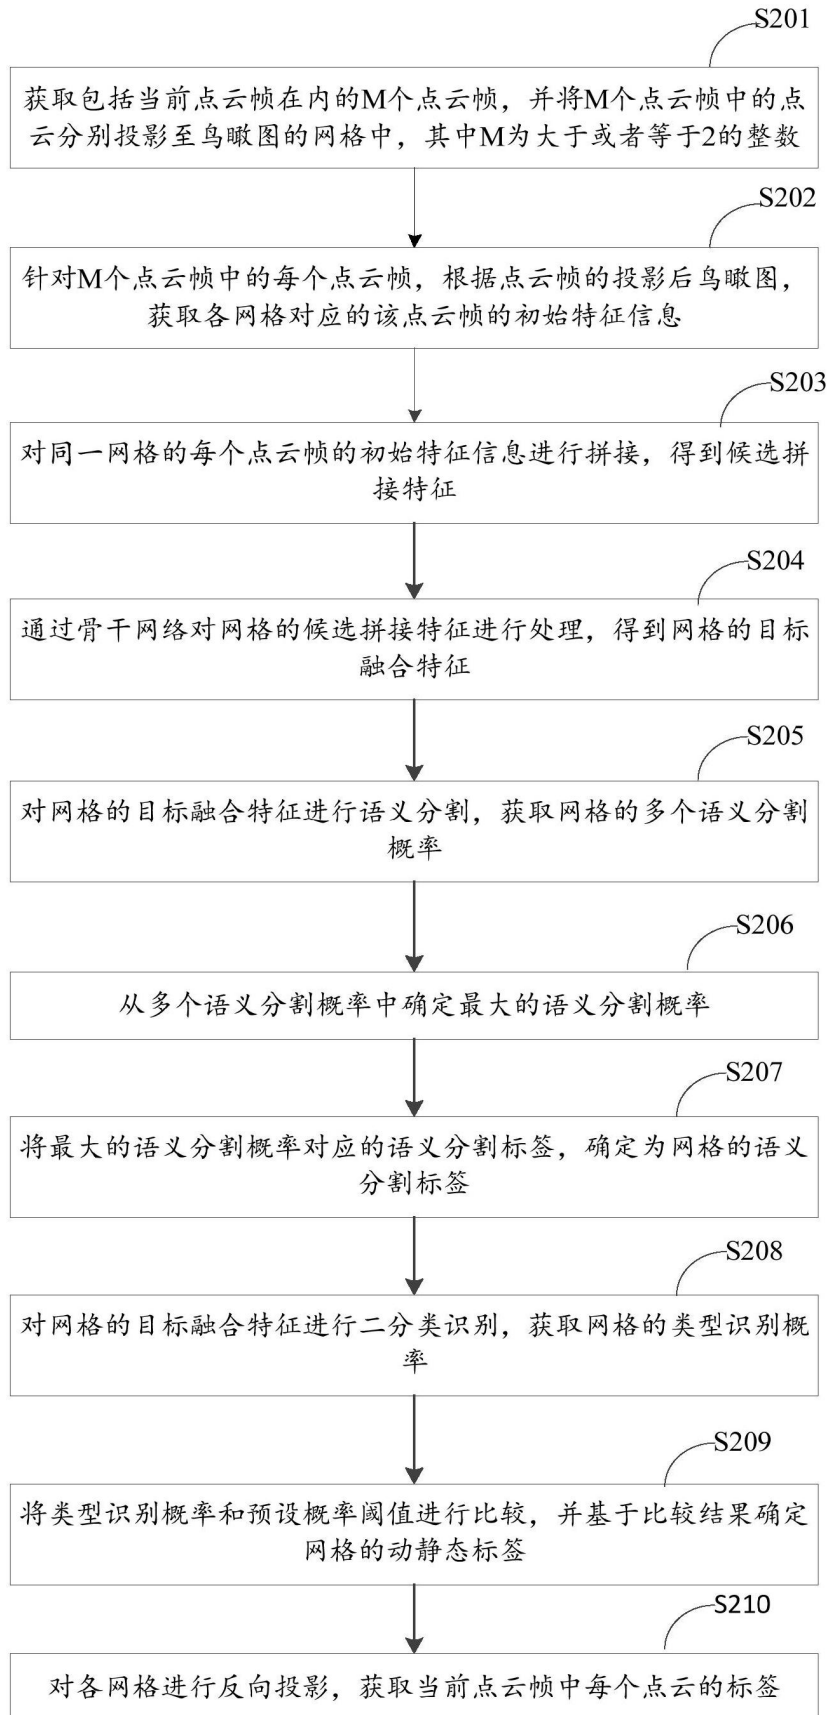 S201
获取包括当前点云帧在内的M个点云帧，并将M个点云帧中的点
云分别投影至鸟瞰图的网格中，其中M为大于或者等于2的整数
S202
针对M个点云帧中的每个点云帧，根据点云帧的投影后鸟瞰图，
获取各网格对应的该点云帧的初始特征信息
S203
对同一网格的每个点云帧的初始特征信息进行拼接，得到候选拼
接特征
S204
通过骨干网络对网格的候选拼接特征进行处理，得到网格的目标
融合特征
S205
对网格的目标融合特征进行语义分割，获取网格的多个语义分割
概率
S206
从多个语义分割概率中确定最大的语义分割概率
S207
将最大的语义分割概率对应的语义分割标签，确定为网格的语义
分割标签
S208
对网格的目标融合特征进行二分类识别，获取网格的类型识别概
率
S209
将类型识别概率和预设概率阈值进行比较，并基于比较结果确定
网格的动静态标签
S210
对各网格进行反向投影，获取当前点云帧中每个点云的标签